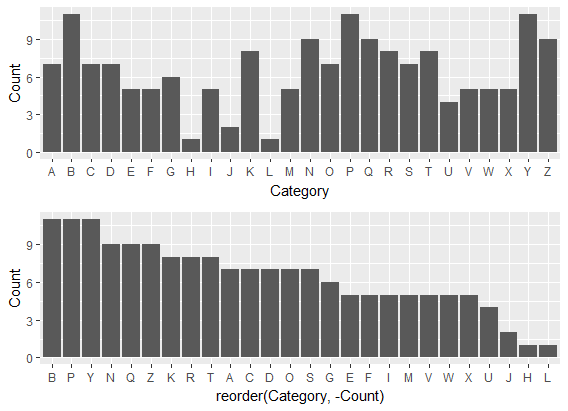 Count
9
6
3
0
A B C D E F G H I J K L M N O P Q R S T U V W X Y Z
Category
Count
9
6
3
0
B P Y N Q Z K R T A C D O S G E F I M V W X U J H L
reorder(Category, -Count)